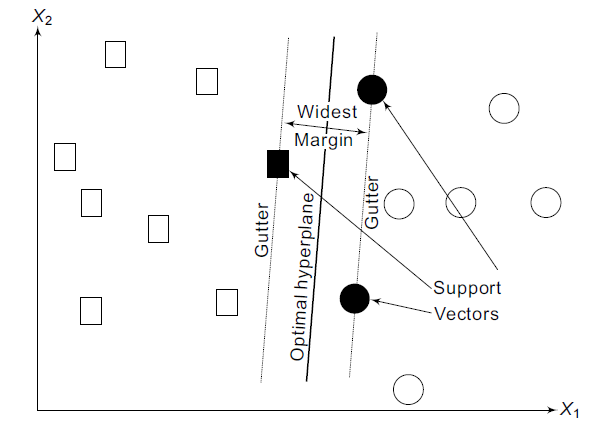 X2
Widest
Margin
Gutter
Optimal hyperplane
Gutter
Support
Vectors
X1